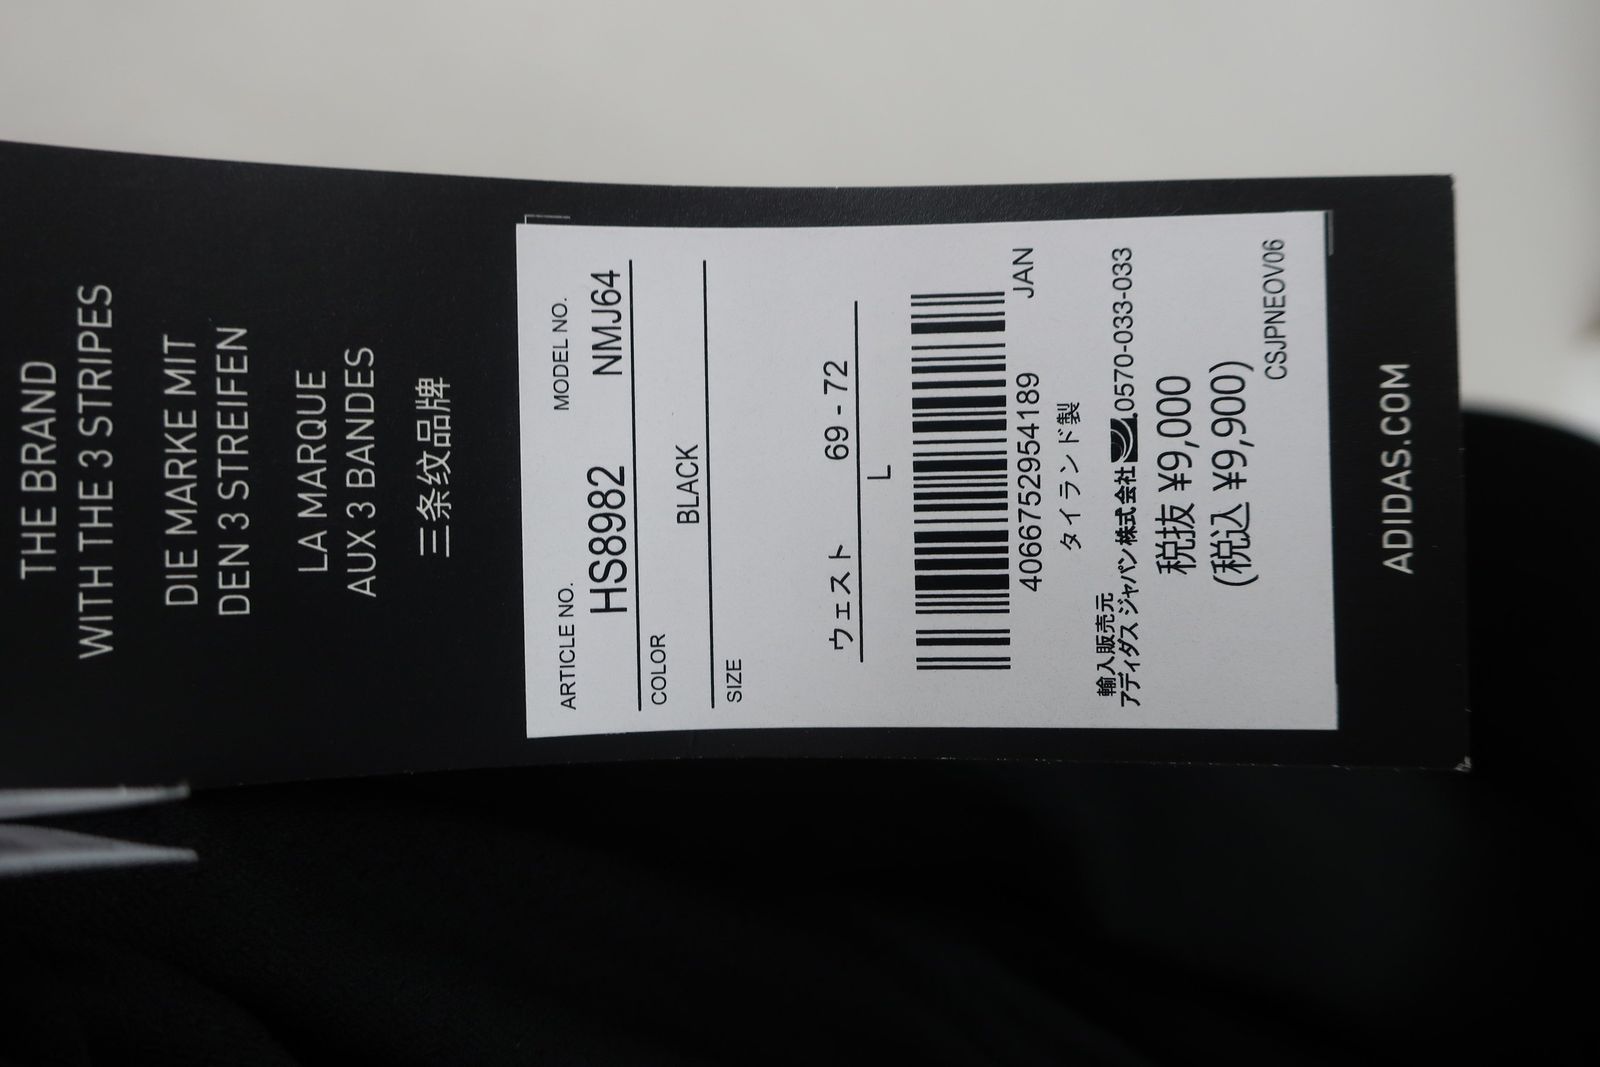 THE BRAND
WITH THE 3 STRIPES
DIE MARKE MIT
DEN 3 STREIFEN
LA MARQUE
AUX 3 BANDES
三条纹品牌
ARTICLE NO. MODEL NO.
HS8982 NMJ64
COLOR
BLACK
SIZE
ウェスト 69 - 72
L
JAN
4066752954189
タイランド製
輸入販売元
アディダス ジャパン株式会社 0570-033-033
税抜 ¥9,000
(税込 ¥9,900)
CSJPNEOV06
ADIDAS.COM